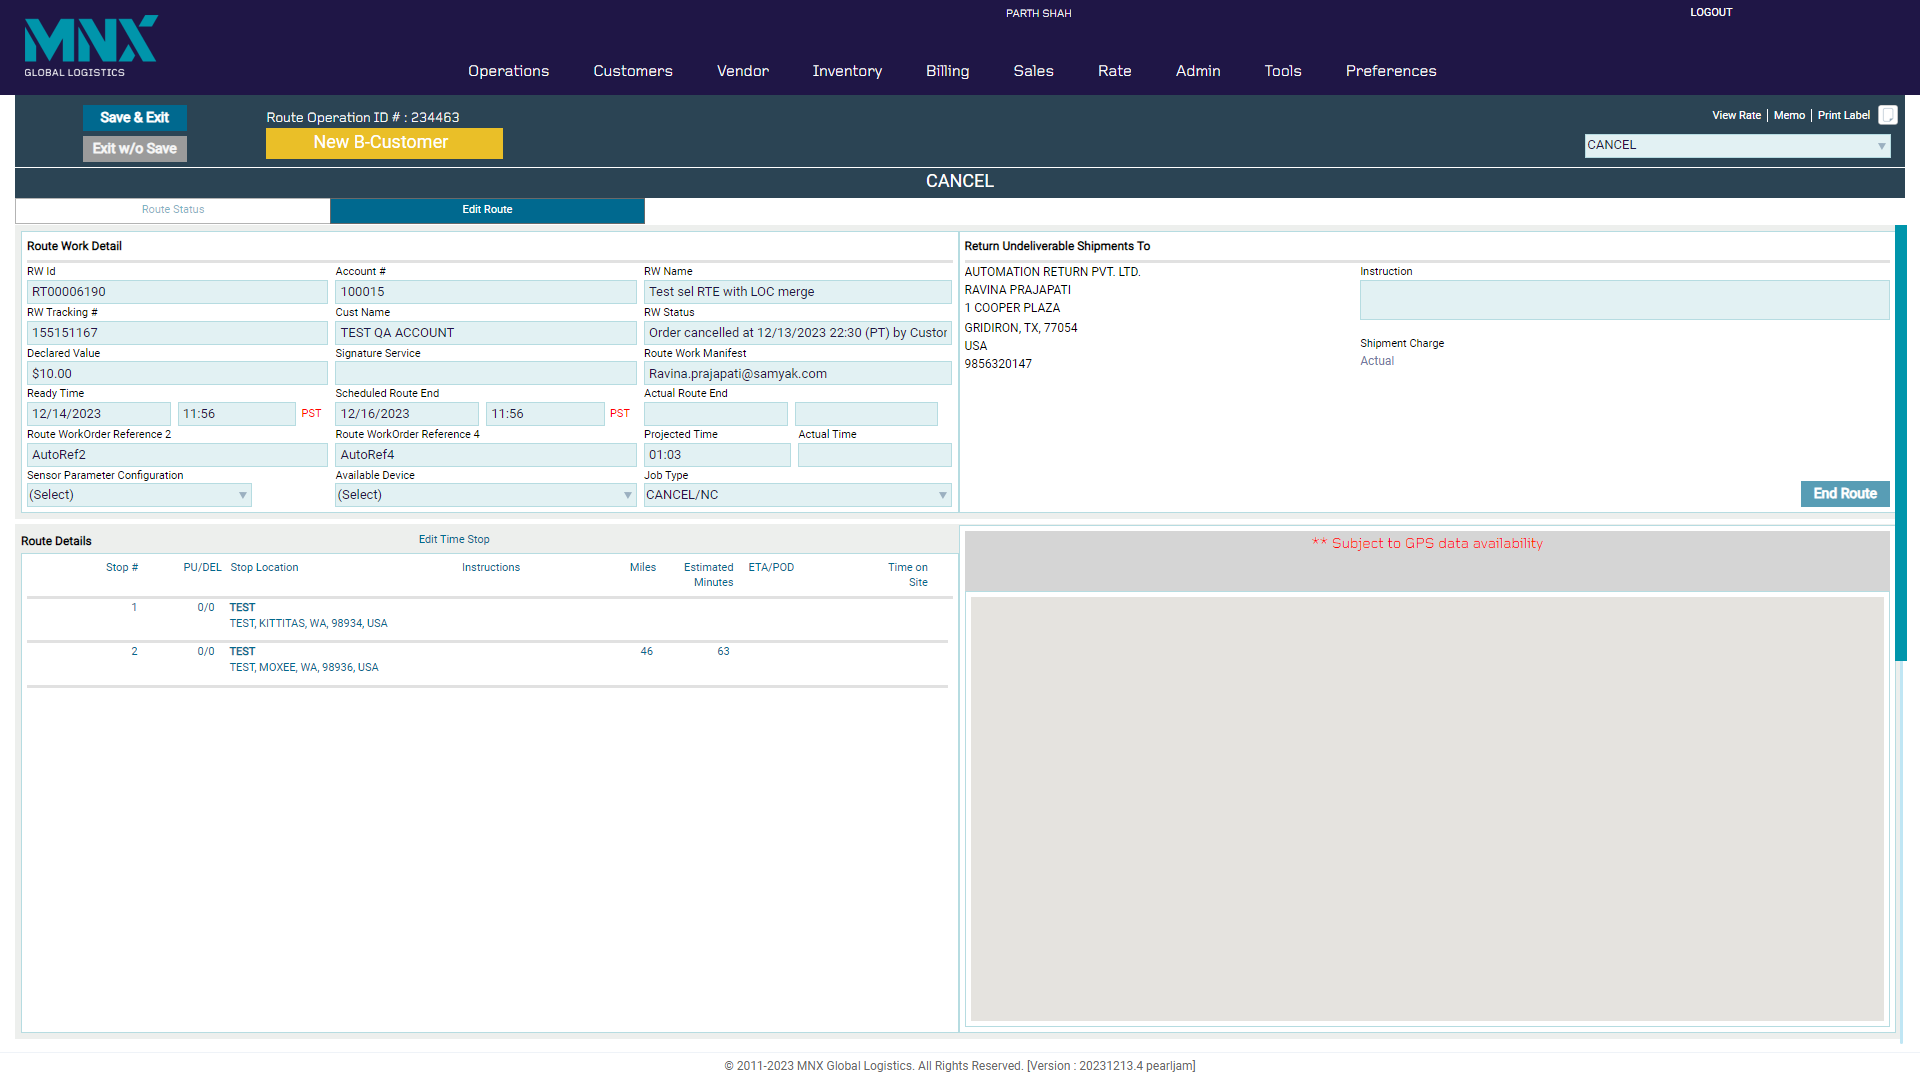 PARTH SHAH
LOGOUT
MNX
GLOBAL LOGISTICS
Operations Customers Vendor Inventory Billing Sales Rate Admin Tools Preferences
Save & Exit
Exit w/o Save
Route Operation ID # : 234463
New B-Customer
View Rate | Memo | Print Label
CANCEL
CANCEL
Route Status
Edit Route
Route Work Detail
RW Id Account # RW Name
RT00006190 100015 Test sel RTE with LOC merge
RW Tracking # Cust Name RW Status
155151167 TEST QA ACCOUNT Order cancelled at 12/13/2023 22:30 (PT) by Custor
Declared Value Signature Service Route Work Manifest
$10.00 Ravina.prajapati@samyak.com
Ready Time Scheduled Route End Actual Route End
12/14/2023 11:56 PST 12/16/2023 11:56 PST
Route WorkOrder Reference 2 Route WorkOrder Reference 4 Projected Time Actual Time
AutoRef2 AutoRef4 01:03
Sensor Parameter Configuration Available Device Job Type
(Select) (Select) CANCEL/NC
Return Undeliverable Shipments To
AUTOMATION RETURN PVT. LTD.
RAVINA PRAJAPATI
1 COOPER PLAZA
GRIDIRON, TX, 77054
USA
9856320147
Instruction
Shipment Charge
Actual
End Route
Route Details
Edit Time Stop
Stop # PU/DEL Stop Location Instructions Miles Estimated Minutes ETA/POD Time on Site
1 0/0 TEST
TEST, KITTITAS, WA, 98934, USA
2 0/0 TEST 46 63
TEST, MOXEE, WA, 98936, USA
** Subject to GPS data availability
© 2011-2023 MNX Global Logistics. All Rights Reserved. [Version : 20231213.4 pearljam]